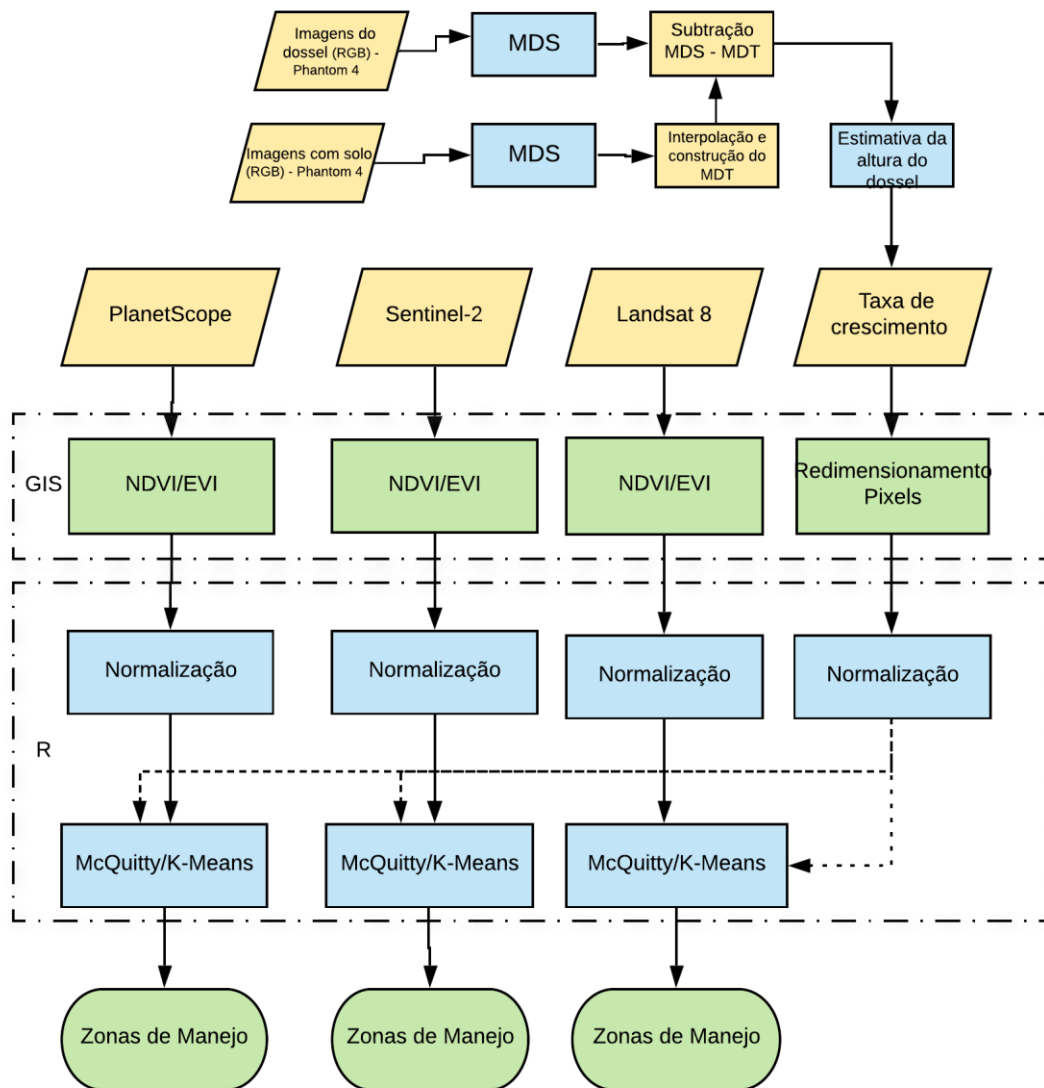 Imagens do
dossel (RGB) -
Phantom 4
MDS
Subtração
MDS - MDT
Imagens com solo
(RGB) - Phantom 4
MDS
Interpolação e
construção do
MDT
Estimativa da
altura do
dossel
PlanetScope
Sentinel-2
Landsat 8
Taxa de
crescimento
GIS
NDVI/EVI
NDVI/EVI
NDVI/EVI
Redimensionamento
Pixels
R
Normalização
Normalização
Normalização
Normalização
McQuitty/K-Means
McQuitty/K-Means
McQuitty/K-Means
Zonas de Manejo
Zonas de Manejo
Zonas de Manejo